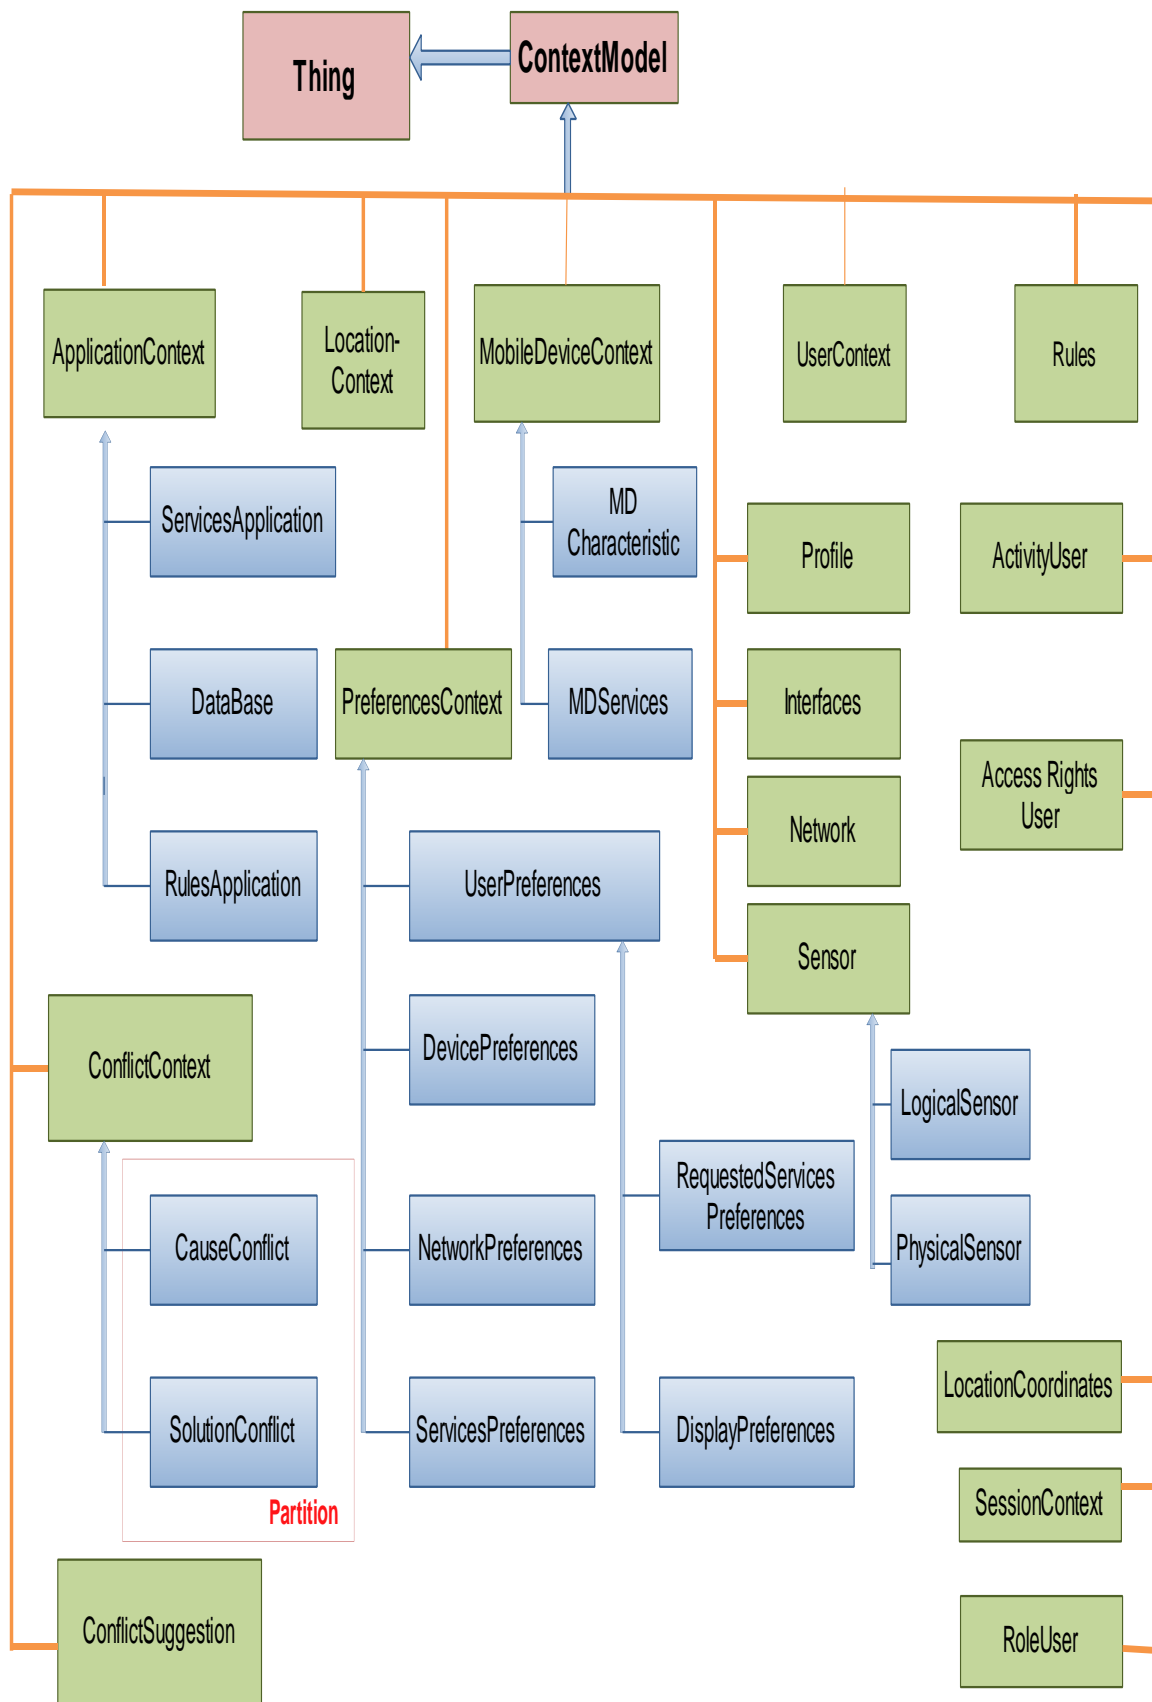 Thing
ContextModel
ApplicationContext
Location-
Context
MobileDeviceContext
UserContext
Rules
ServicesApplication
MD
Characteristic
Profile
ActivityUser
DataBase
PreferencesContext
MDServices
Interfaces
Access Rights
User
Network
RulesApplication
UserPreferences
Sensor
ConflictContext
DevicePreferences
LogicalSensor
RequestedServices
Preferences
CauseConflict
NetworkPreferences
PhysicalSensor
LocationCoordinates
SolutionConflict
ServicesPreferences
DisplayPreferences
SessionContext
Partition
ConflictSuggestion
RoleUser